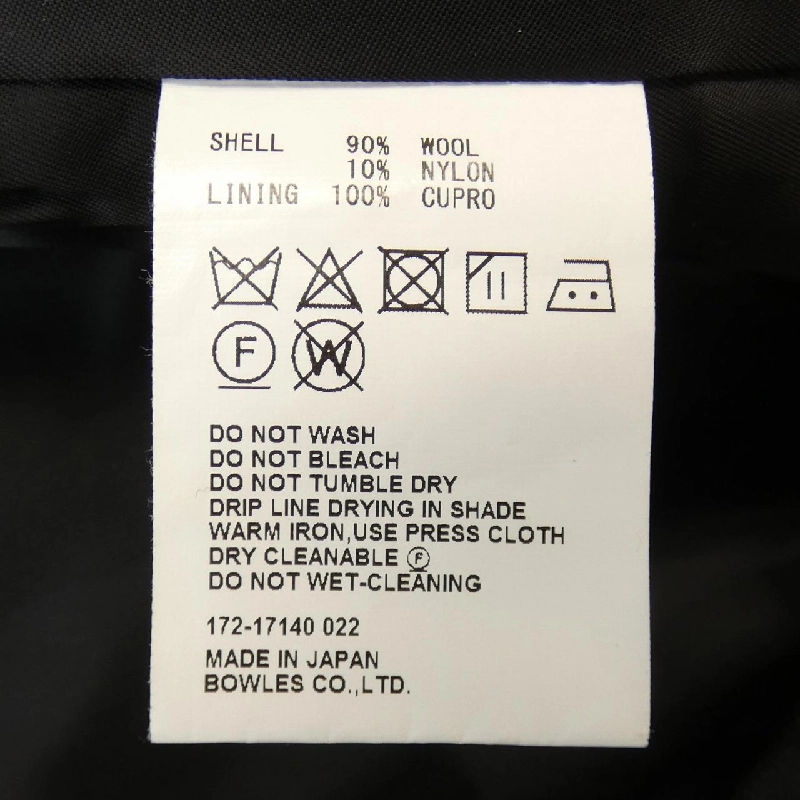 SHELL 90% WOOL
10% NYLON
LINING 100% CUPRO
F W
DO NOT WASH
DO NOT BLEACH
DO NOT TUMBLE DRY
DRIP LINE DRYING IN SHADE
WARM IRON,USE PRESS CLOTH
DRY CLEANABLE Ⓕ
DO NOT WET-CLEANING
172-17140 022
MADE IN JAPAN
BOWLES CO.,LTD.